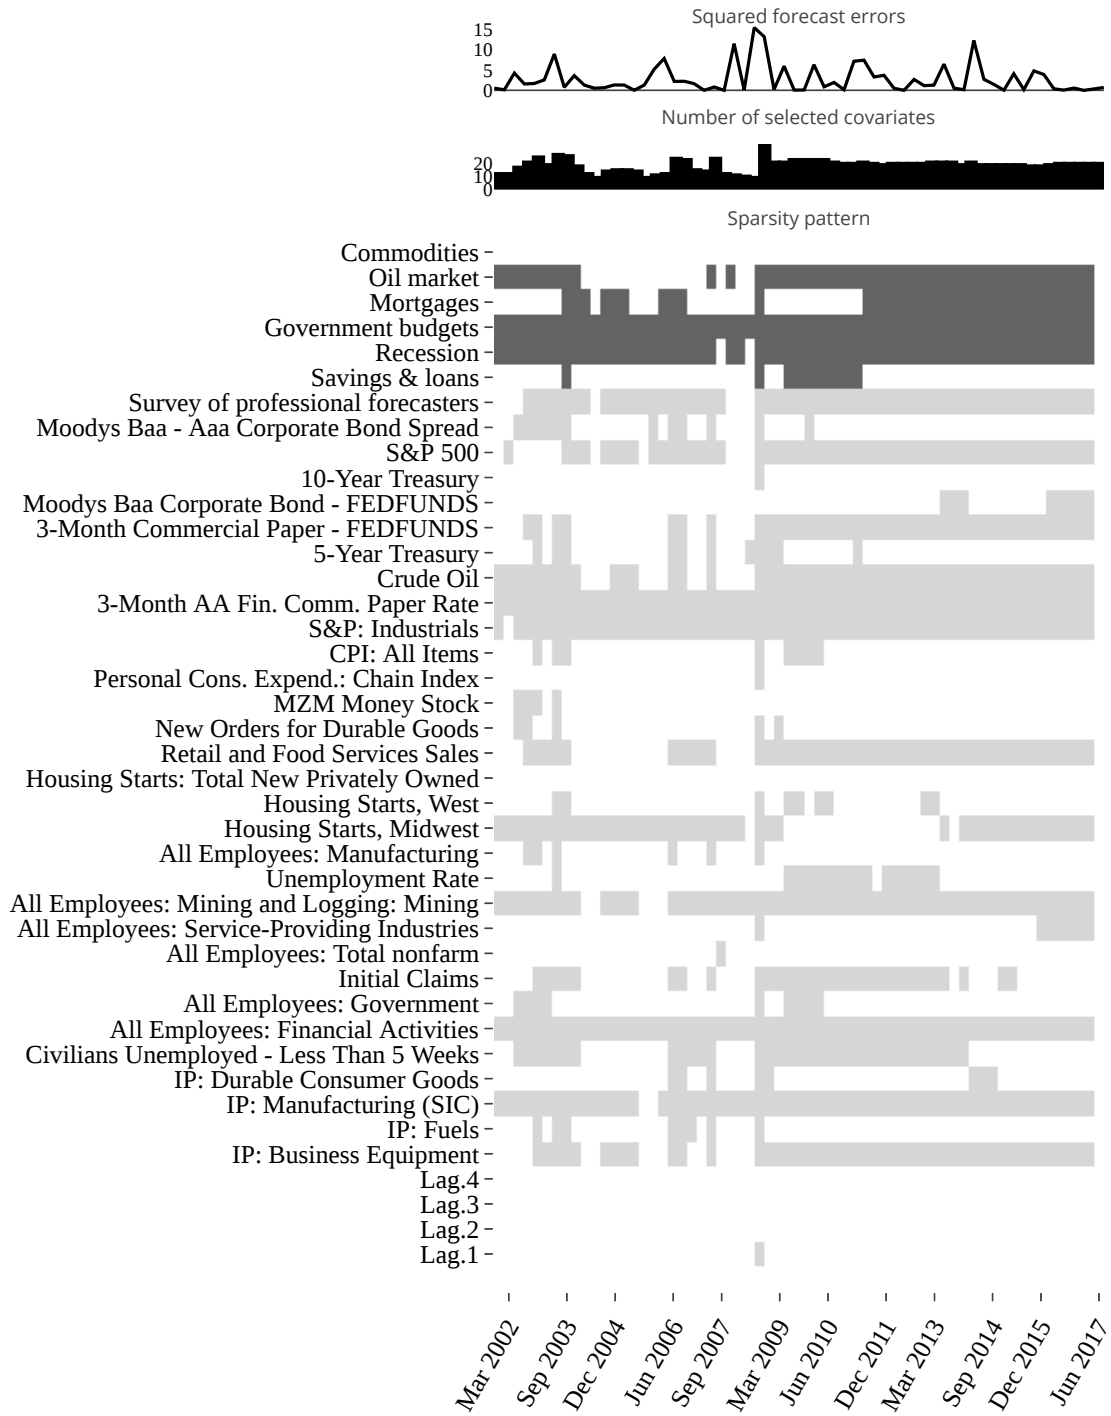 Squared forecast errors
15
10
5
0
Number of selected covariates
20
10
0
Sparsity pattern
Commodities
Oil market
Mortgages
Government budgets
Recession
Savings & loans
Survey of professional forecasters
Moodys Baa - Aaa Corporate Bond Spread
S&P 500
10-Year Treasury
Moodys Baa Corporate Bond - FEDFUNDS
3-Month Commercial Paper - FEDFUNDS
5-Year Treasury
Crude Oil
3-Month AA Fin. Comm. Paper Rate
S&P: Industrials
CPI: All Items
Personal Cons. Expend.: Chain Index
MZM Money Stock
New Orders for Durable Goods
Retail and Food Services Sales
Housing Starts: Total New Privately Owned
Housing Starts, West
Housing Starts, Midwest
All Employees: Manufacturing
Unemployment Rate
All Employees: Mining and Logging: Mining
All Employees: Service-Providing Industries
All Employees: Total nonfarm
Initial Claims
All Employees: Government
All Employees: Financial Activities
Civilians Unemployed - Less Than 5 Weeks
IP: Durable Consumer Goods
IP: Manufacturing (SIC)
IP: Fuels
IP: Business Equipment
Lag.4
Lag.3
Lag.2
Lag.1
Mar 2002
Sep 2003
Dec 2004
Jun 2006
Sep 2007
Mar 2009
Jun 2010
Dec 2011
Mar 2013
Sep 2014
Dec 2015
Jun 2017